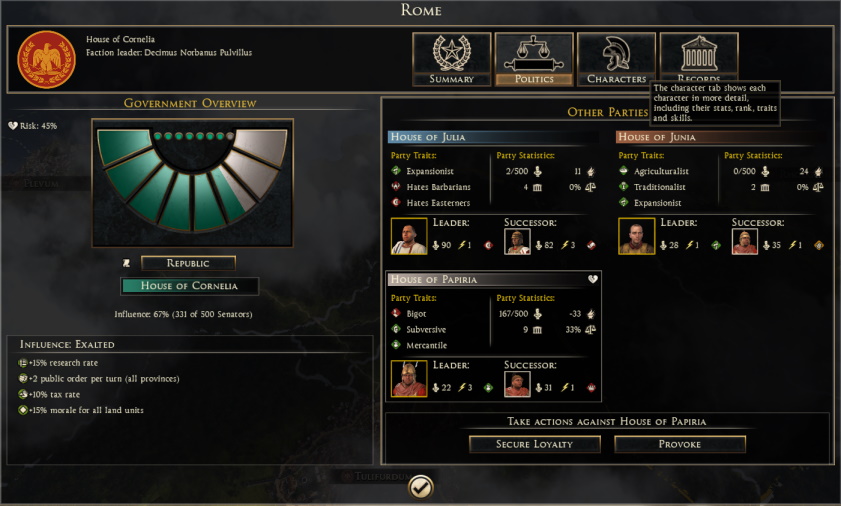 Rome
House of Cornelia
Faction leader: Decimus Norbanus Pulvillus
Summary
Politics
Characters
Records
The character tab shows each
character in more detail,
including their stats, rank, traits
and skills.
Government Overview
Risk: 45%
Republic
House of Cornelia
Influence: 67% (331 of 500 Senators)
Influence: Exalted
+15% research rate
+2 public order per turn (all provinces)
+10% tax rate
+15% morale for all land units
Other Parties
House of Julia
Party Traits:
Party Statistics:
Expansionist
2/500
11
Hates Barbarians
4
0%
Hates Easterners
Leader:
Successor:
90
1
82
3
House of Junia
Party Traits:
Party Statistics:
Agriculturalist
0/500
24
Traditionalist
2
0%
Expansionist
Leader:
Successor:
28
1
35
1
House of Papiria
Party Traits:
Party Statistics:
Bigot
167/500
-33
Subversive
9
33%
Mercantile
Leader:
Successor:
22
3
31
1
Take actions against House of Papiria
Secure Loyalty
Provoke